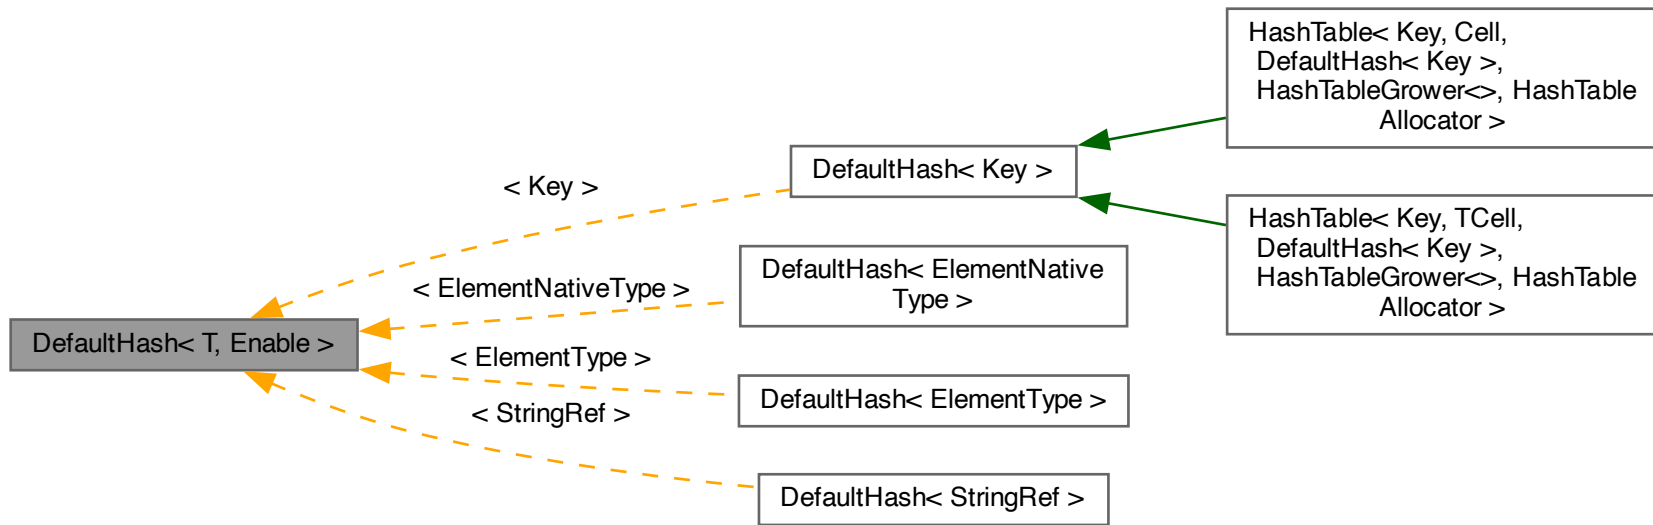 HashTable< Key, Cell,
DefaultHash< Key >,
HashTableGrower<>, HashTable
Allocator >
DefaultHash< Key >
< Key >
HashTable< Key, TCell,
DefaultHash< Key >,
HashTableGrower<>, HashTable
Allocator >
DefaultHash< ElementNative
Type >
< ElementNativeType >
DefaultHash< T, Enable >
< ElementType >
DefaultHash< ElementType >
< StringRef >
DefaultHash< StringRef >